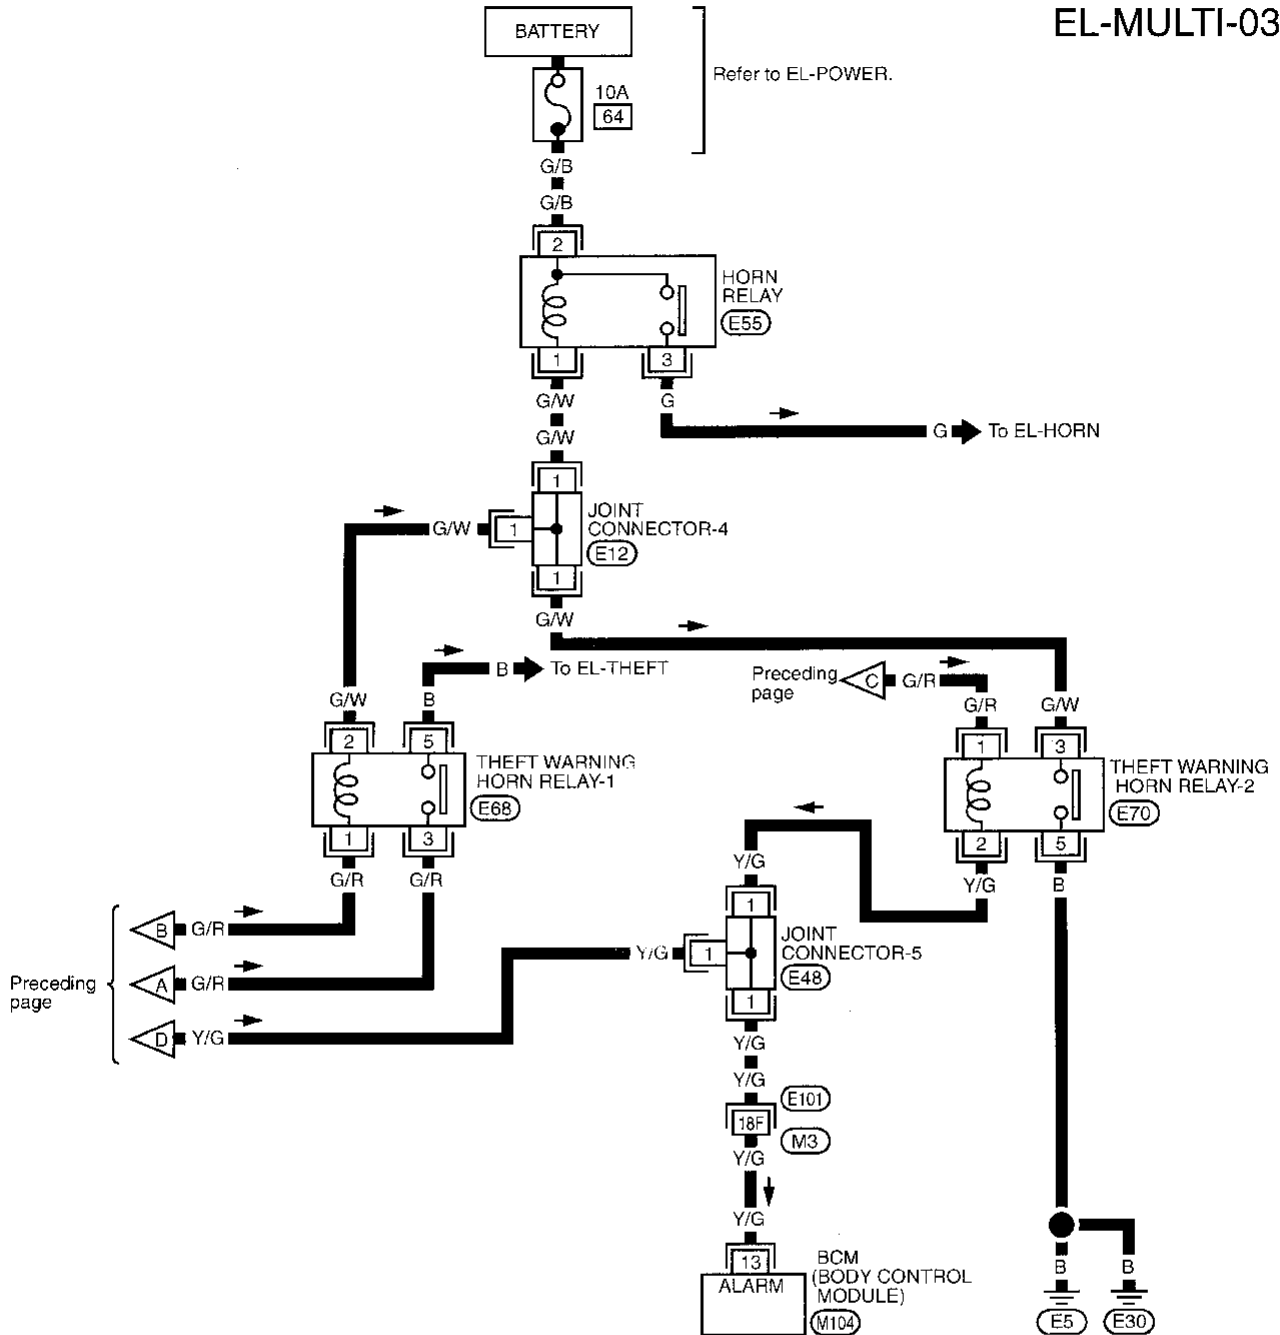 EL-MULTI-03
BATTERY
Refer to EL-POWER.
10A
64
G/B
G/B
2
HORN
RELAY
E55
1
3
G/W
G
G/W
G
To EL-HORN
1
JOINT
CONNECTOR-4
E12
G/W
1
1
G/W
B
To EL-THEFT
Preceding
page
C
G/R
G/W
B
G/R
G/W
2
5
THEFT WARNING
HORN RELAY-1
E68
1
3
THEFT WARNING
HORN RELAY-2
E70
1
3
2
5
G/R
G/R
Y/G
Y/G
B
1
JOINT
CONNECTOR-5
E48
Y/G
1
1
Preceding
page
B
G/R
A
G/R
D
Y/G
Y/G
Y/G
E101
18F
M3
Y/G
Y/G
13
ALARM
BCM
(BODY CONTROL
MODULE)
M104
B
B
E5
E30